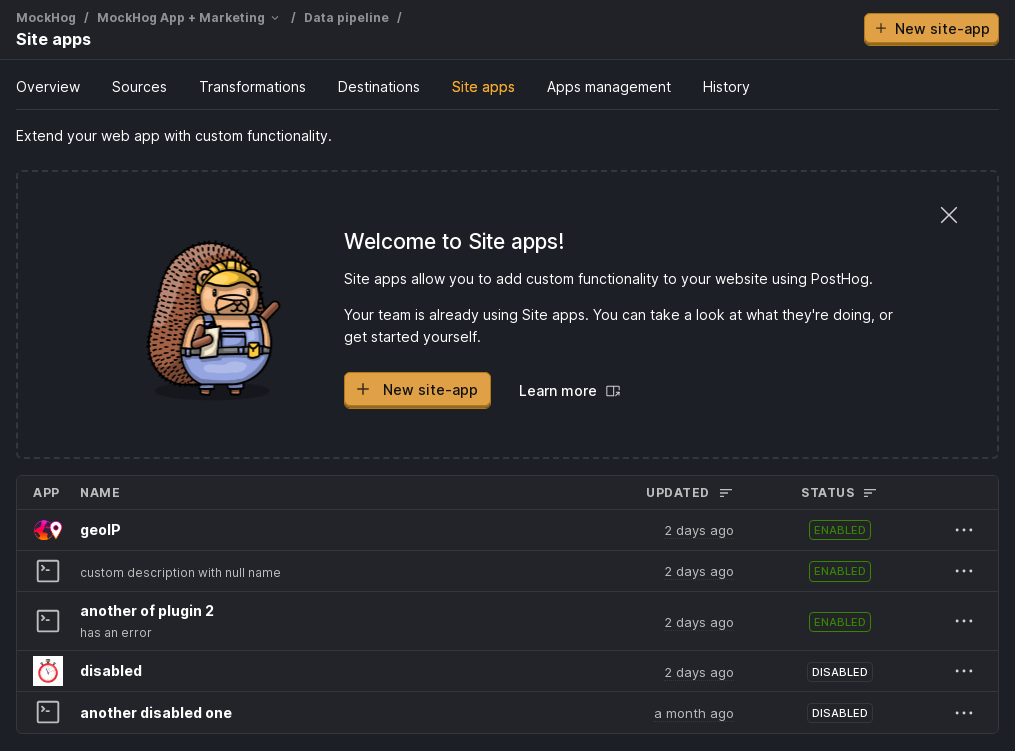 MockHog / MockHog App + Marketing / Data pipeline /
Site apps
+ New site-app
Overview Sources Transformations Destinations Site apps Apps management History
Extend your web app with custom functionality.
Welcome to Site apps!
Site apps allow you to add custom functionality to your website using PostHog.
Your team is already using Site apps. You can take a look at what they're doing, or
get started yourself.
+ New site-app Learn more
APP NAME UPDATED STATUS
geoIP 2 days ago ENABLED
custom description with null name 2 days ago ENABLED
another of plugin 2
has an error 2 days ago ENABLED
disabled 2 days ago DISABLED
another disabled one a month ago DISABLED